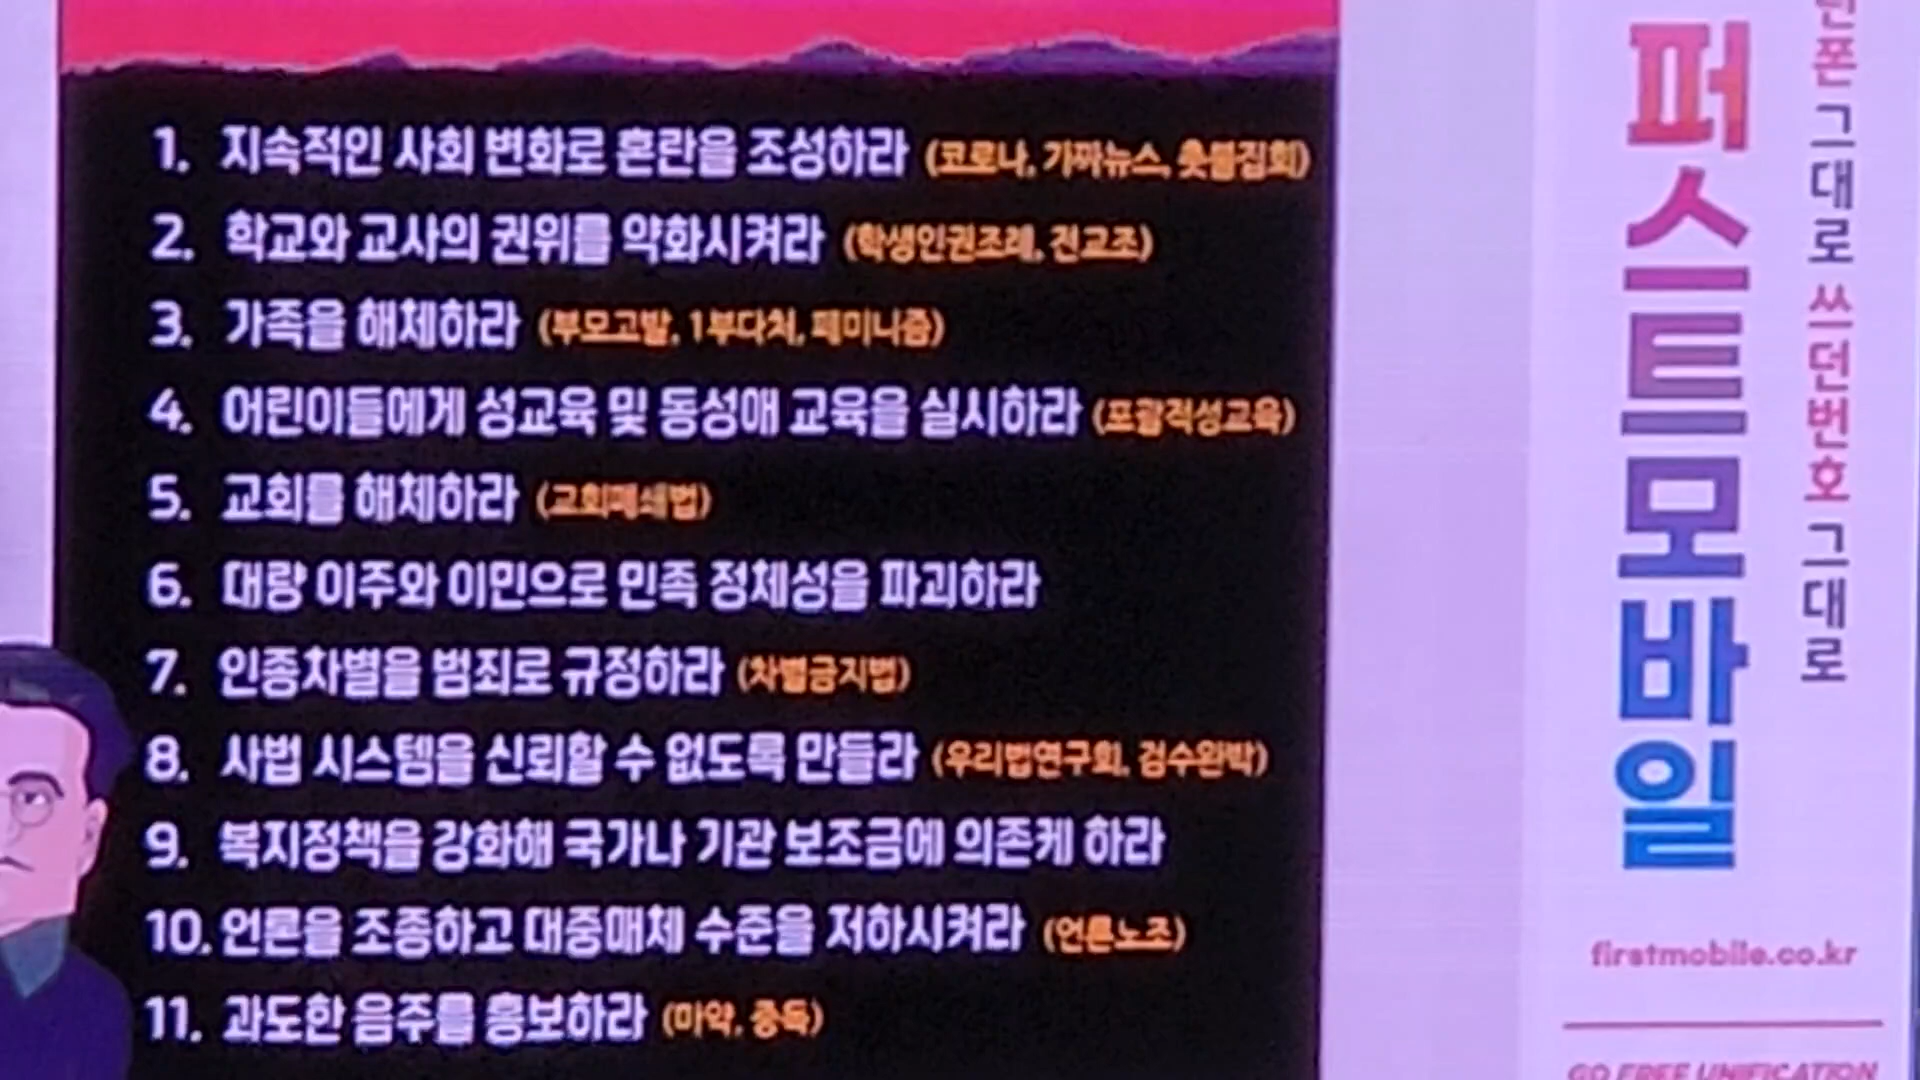 1. 지속적인 사회 변화로 혼란을 조성하라 (코로나, 가짜뉴스, 촛불집회)
2. 학교와 교사의 권위를 약화시켜라 (학생인권조례, 전교조)
3. 가족을 해체하라 (부모고발, 1부다처, 페미니즘)
4. 어린이들에게 성교육 및 동성애 교육을 실시하라 (포괄적성교육)
5. 교회를 해체하라 (교회폐쇄법)
6. 대량 이주와 이민으로 민족 정체성을 파괴하라
7. 인종차별을 범죄로 규정하라 (차별금지법)
8. 사법 시스템을 신뢰할 수 없도록 만들라 (우리법연구회, 검수완박)
9. 복지정책을 강화해 국가나 기관 보조금에 의존케 하라
10. 언론을 조종하고 대중매체 수준을 저하시켜라 (언론노조)
11. 과도한 음주를 홍보하라 (마약, 중독)
폰 그대로 쓰던번호 그대로
퍼스트모바일
firstmobile.co.kr
GO FREE UNIFICATION